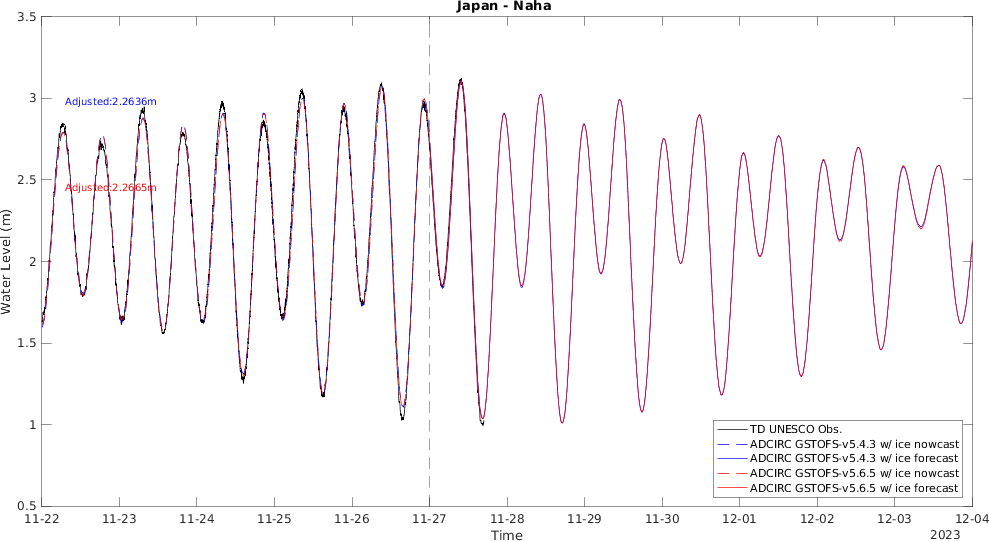 Japan - Naha
3.5
3
2.5
2
1.5
1
0.5
Water Level (m)
Adjusted:2.2636m
Adjusted:2.2665m
TD UNESCO Obs.
ADCIRC GSTOFS-v5.4.3 w/ ice nowcast
ADCIRC GSTOFS-v5.4.3 w/ ice forecast
ADCIRC GSTOFS-v5.6.5 w/ ice nowcast
ADCIRC GSTOFS-v5.6.5 w/ ice forecast
11-22 11-23 11-24 11-25 11-26 11-27 11-28 11-29 11-30 12-01 12-02 12-03 12-04
Time
2023